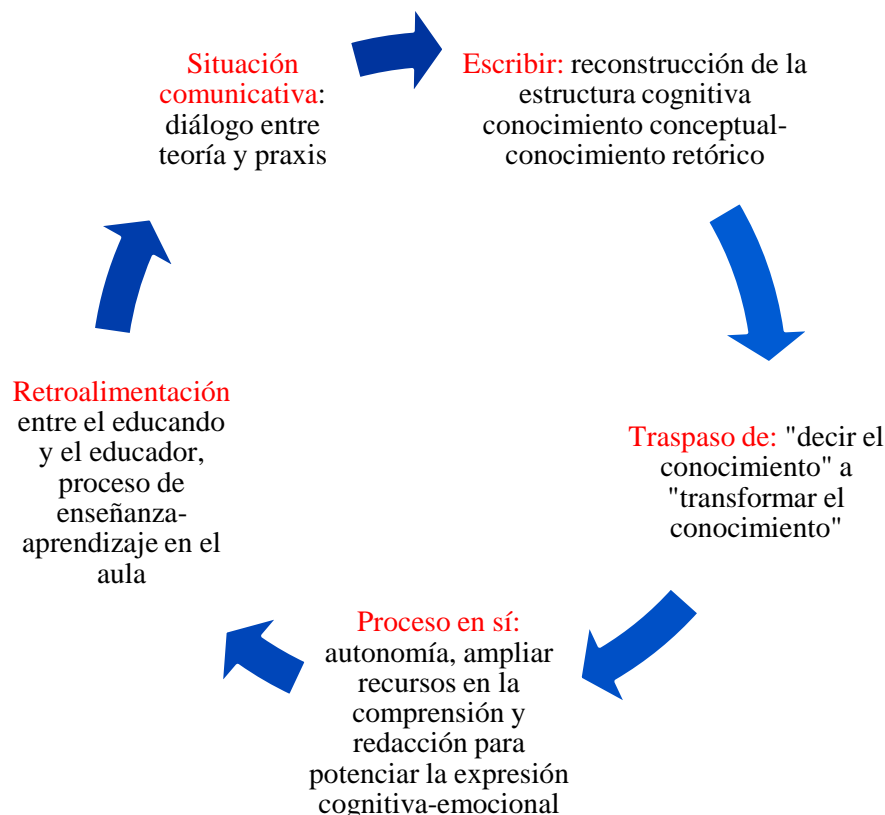 Situación
comunicativa:
diálogo entre
teoría y praxis
Escribir: reconstrucción de la
estructura cognitiva
conocimiento conceptual-
conocimiento retórico
Traspaso de: "decir el
conocimiento" a
"transformar el
conocimiento"
Proceso en sí:
autonomía, ampliar
recursos en la
comprensión y
redacción para
potenciar la expresión
cognitiva-emocional
Retroalimentación
entre el educando
y el educador,
proceso de
enseñanza-
aprendizaje en el
aula